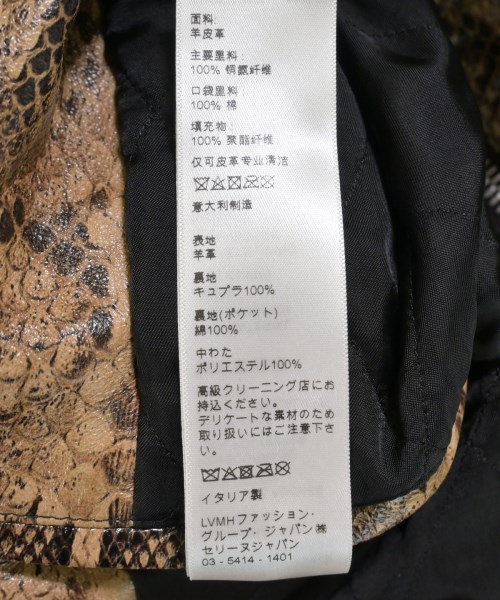 面料:
羊皮革
主要里料:
100% 铜氨纤维
口袋里料:
100% 棉
填充物:
100% 聚酯纤维
仅可皮革专业清洁
意大利制造
表地
羊革
裏地
キュプラ100%
裏地(ポケット)
綿100%
中わた
ポリエステル100%
高級クリーニング店にお
持込ください。
デリケートな素材のため
取り扱いにはご注意下さ
い。
イタリア製
LVMHファッション・
グループ・ジャパン㈱
セリーヌジャパン
03 - 5414 - 1401